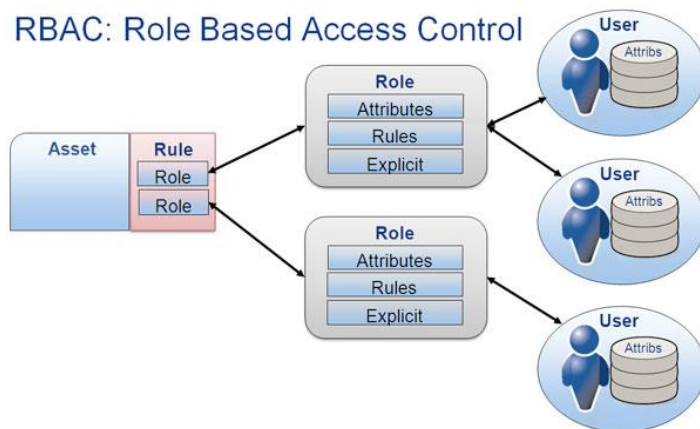 RBAC: Role Based Access Control
Asset
Rule
Role
Role
Role
Attributes
Rules
Explicit
Role
Attributes
Rules
Explicit
User
Attribs
User
Attribs
User
Attribs